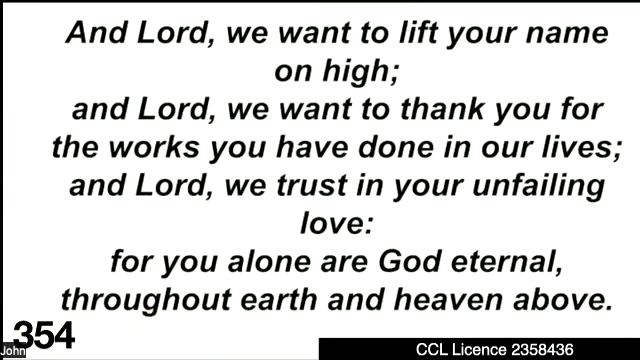 And Lord, we want to lift your name
on high;
and Lord, we want to thank you for
the works you have done in our lives;
and Lord, we trust in your unfailing
love:
for you alone are God eternal,
throughout earth and heaven above.
354
John
CCL Licence 2358436